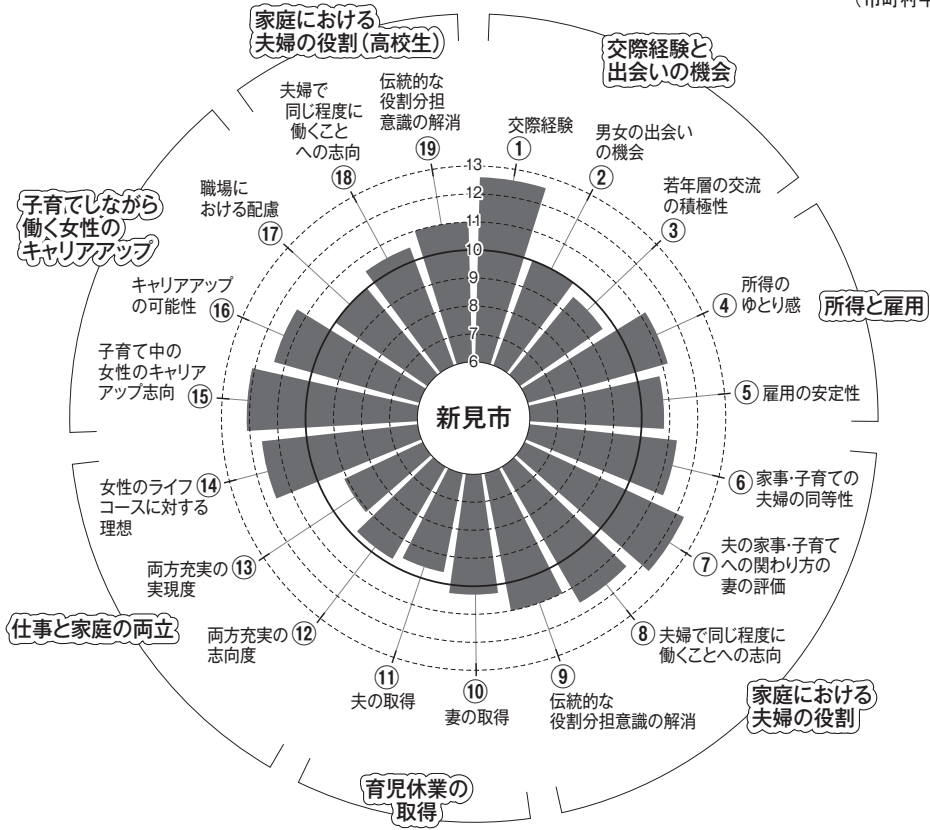 (市町村平
家庭における
夫婦の役割(高校生)
交際経験と
出会いの機会
所得と雇用
家庭における
夫婦の役割
育児休業の
取得
仕事と家庭の両立
子育てしながら
働く女性の
キャリアアップ
交際経験
①
男女の出会い
の機会
②
若年層の交流
の積極性
③
④ 所得の
ゆとり感
⑤ 雇用の安定性
⑥ 家事・子育ての
夫婦の同等性
⑦ 夫の家事・子育て
への関わり方の
妻の評価
⑧ 夫婦で同じ程度に
働くことへの志向
⑨
伝統的な
役割分担意識の解消
⑩
妻の取得
⑪
夫の取得
両方充実の ⑫
志向度
両方充実の ⑬
実現度
女性のライフ ⑭
コースに対する
理想
子育て中の
女性のキャリア
アップ志向 ⑮
キャリアアップ
の可能性 ⑯
職場に
おける配慮
⑰
夫婦で
同じ程度に
働くこと
への志向
⑱
伝統的な
役割分担
意識の解消
⑲
13
12
11
10
9
8
7
6
新見市